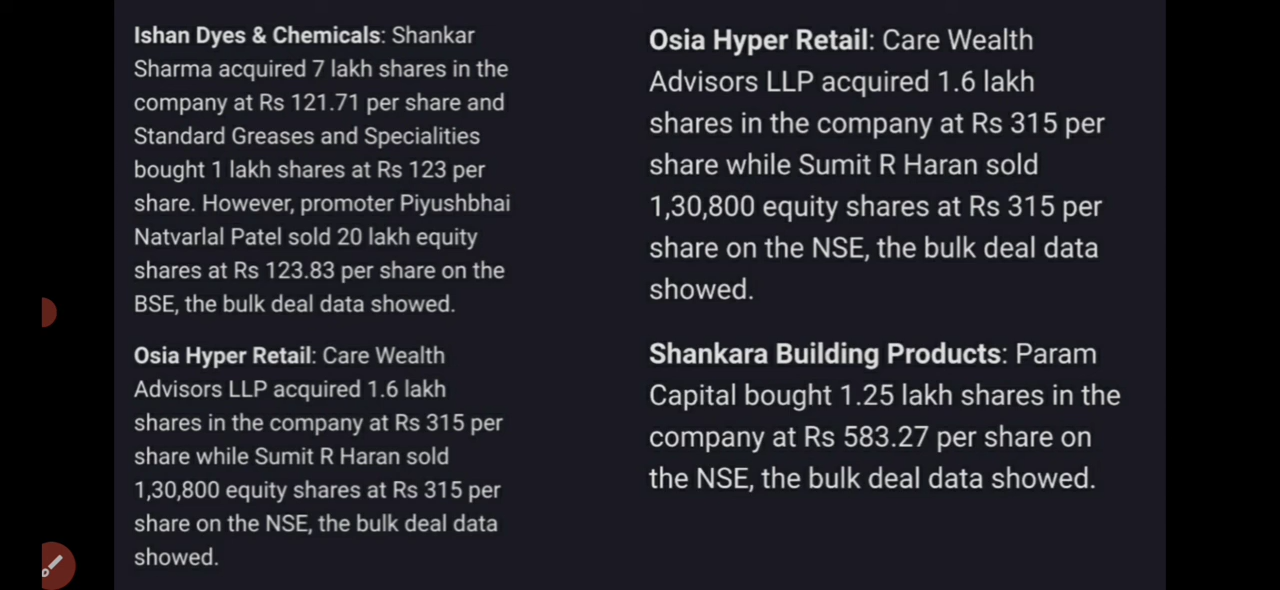 Ishan Dyes & Chemicals: Shankar
Sharma acquired 7 lakh shares in the
company at Rs 121.71 per share and
Standard Greases and Specialities
bought 1 lakh shares at Rs 123 per
share. However, promoter Piyushbhai
Natvarlal Patel sold 20 lakh equity
shares at Rs 123.83 per share on the
BSE, the bulk deal data showed.
Osia Hyper Retail: Care Wealth
Advisors LLP acquired 1.6 lakh
shares in the company at Rs 315 per
share while Sumit R Haran sold
1,30,800 equity shares at Rs 315 per
share on the NSE, the bulk deal data
showed.
Osia Hyper Retail: Care Wealth
Advisors LLP acquired 1.6 lakh
shares in the company at Rs 315 per
share while Sumit R Haran sold
1,30,800 equity shares at Rs 315 per
share on the NSE, the bulk deal data
showed.
Shankara Building Products: Param
Capital bought 1.25 lakh shares in the
company at Rs 583.27 per share on
the NSE, the bulk deal data showed.